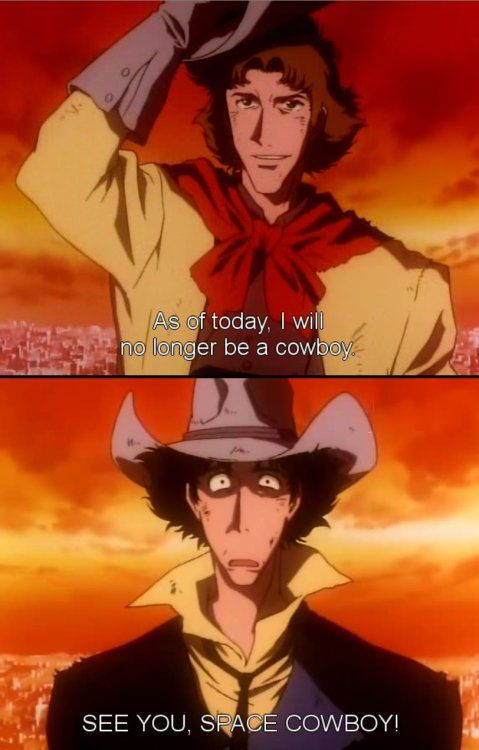 As of today, I will
no longer be a cowboy.
SEE YOU, SPACE COWBOY!